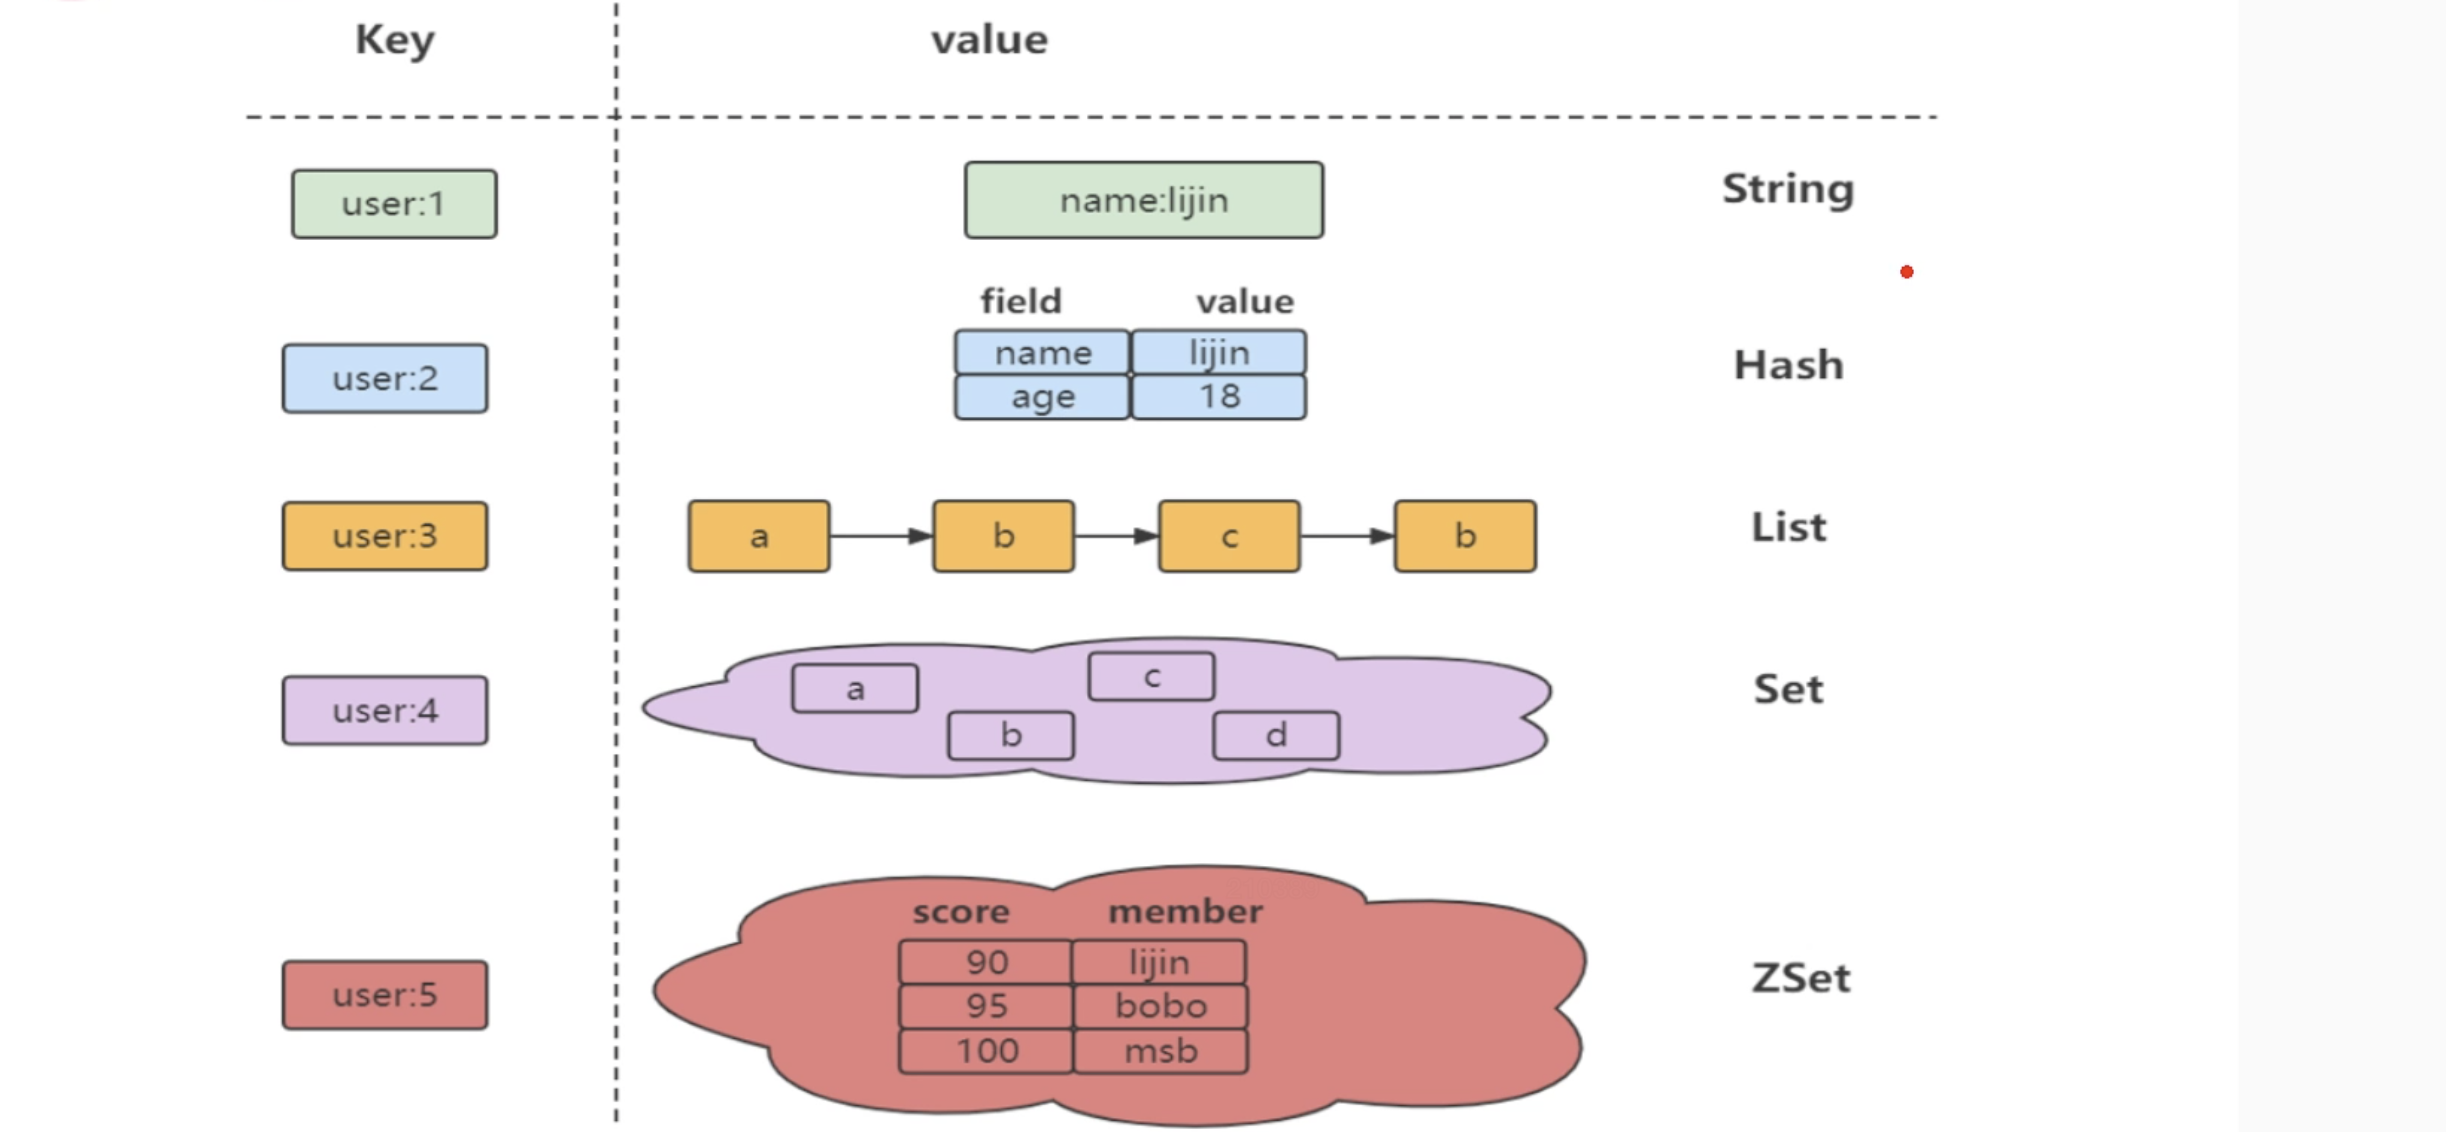 Key
value
user:1
name:lijin
String
field value
user:2
name lijin
age 18
Hash
user:3
a b c b
List
user:4
a
c
b
d
Set
user:5
score member
90 lijin
95 bobo
100 msb
ZSet